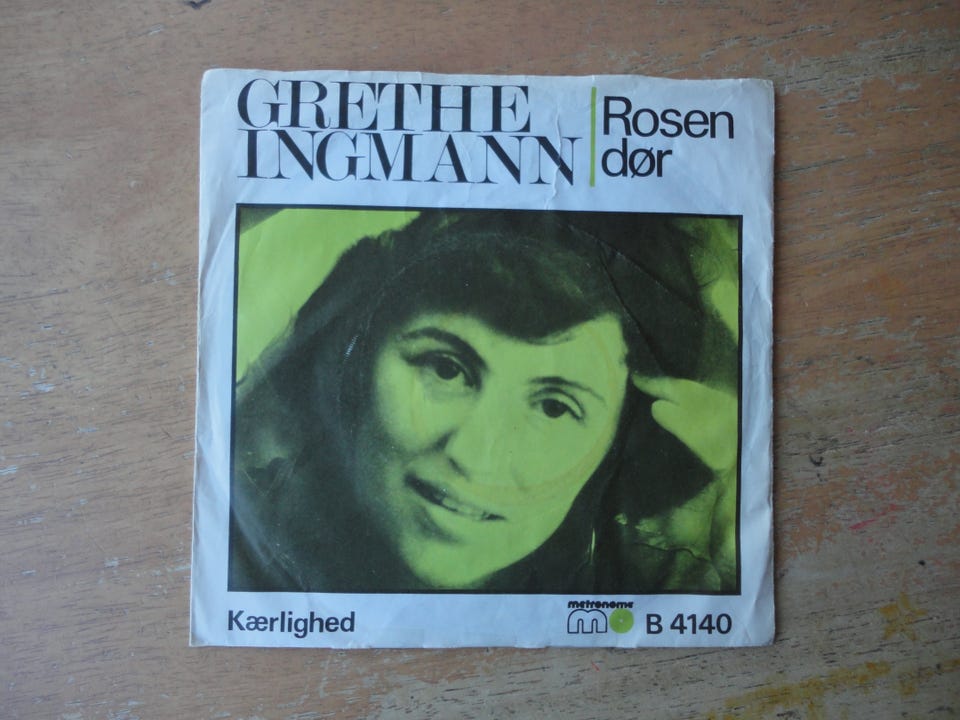 GRETHE
INGMANN
Rosen
dør
Kærlighed
metronome
m
B 4140